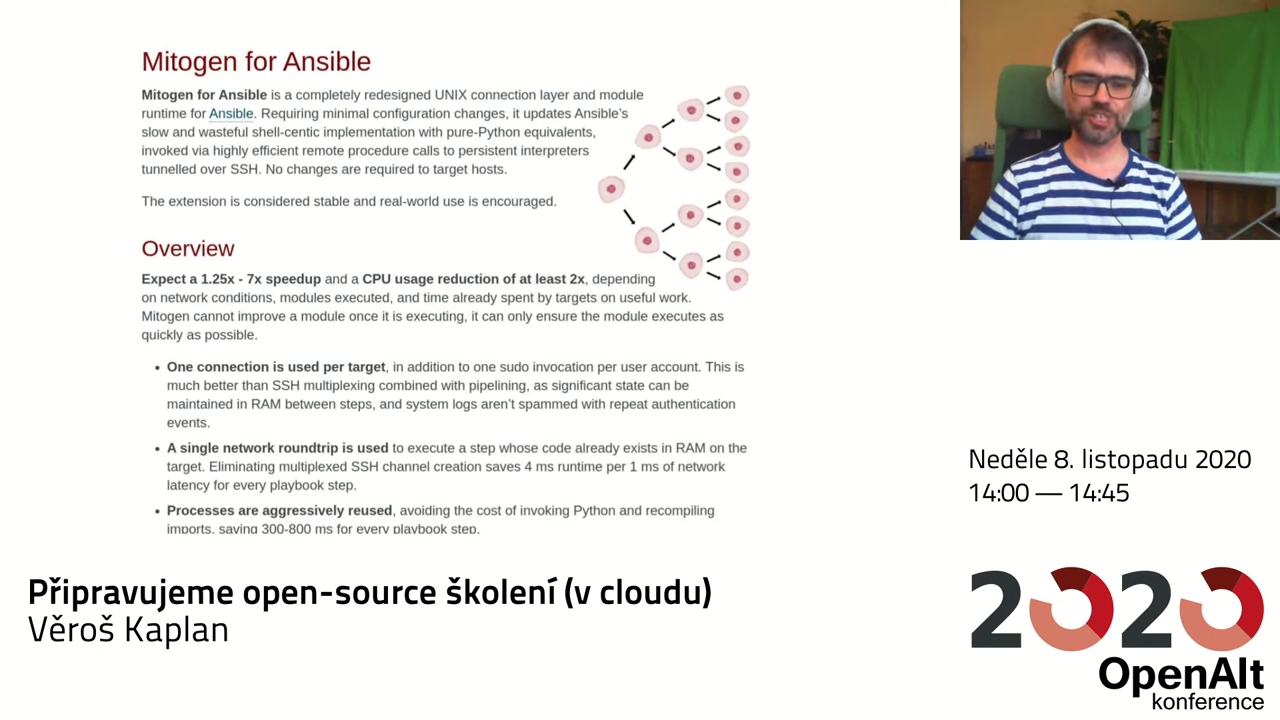 Mitogen for Ansible
Mitogen for Ansible is a completely redesigned UNIX connection layer and module
runtime for Ansible. Requiring minimal configuration changes, it updates Ansible's
slow and wasteful shell-centic implementation with pure-Python equivalents,
invoked via highly efficient remote procedure calls to persistent interpreters
tunnelled over SSH. No changes are required to target hosts.
The extension is considered stable and real-world use is encouraged.
Overview
Expect a 1.25x - 7x speedup and a CPU usage reduction of at least 2x, depending
on network conditions, modules executed, and time already spent by targets on useful work.
Mitogen cannot improve a module once it is executing, it can only ensure the module executes as
quickly as possible.
• One connection is used per target, in addition to one sudo invocation per user account. This is
much better than SSH multiplexing combined with pipelining, as significant state can be
maintained in RAM between steps, and system logs aren't spammed with repeat authentication
events.
• A single network roundtrip is used to execute a step whose code already exists in RAM on the
target. Eliminating multiplexed SSH channel creation saves 4 ms runtime per 1 ms of network
latency for every playbook step.
• Processes are aggressively reused, avoiding the cost of invoking Python and recompiling
imports, saving 300-800 ms for every playbook step.
Neděle 8. listopadu 2020
14:00 — 14:45
Připravujeme open-source školení (v cloudu)
Věroš Kaplan
2020
OpenAlt
konference